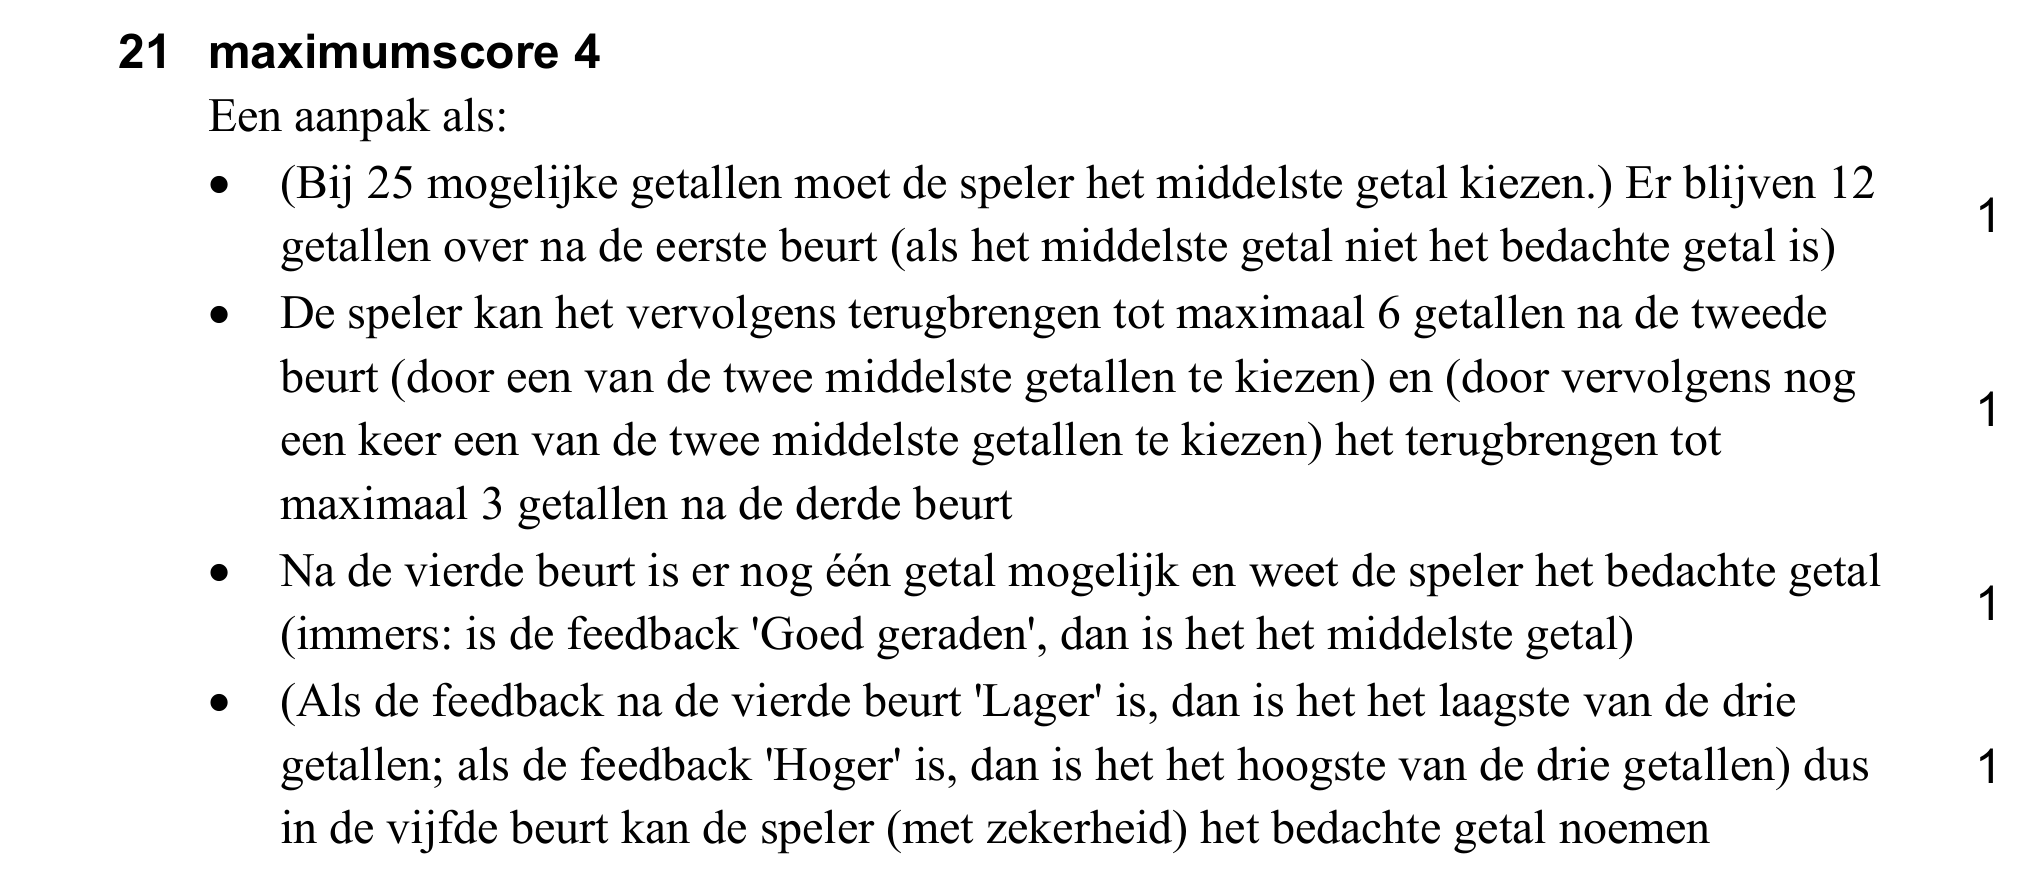 21 maximumscore 4
Een aanpak als:
• (Bij 25 mogelijke getallen moet de speler het middelste getal kiezen.) Er blijven 12
getallen over na de eerste beurt (als het middelste getal niet het bedachte getal is) 1
• De speler kan het vervolgens terugbrengen tot maximaal 6 getallen na de tweede
beurt (door een van de twee middelste getallen te kiezen) en (door vervolgens nog
een keer een van de twee middelste getallen te kiezen) het terugbrengen tot 1
maximaal 3 getallen na de derde beurt
• Na de vierde beurt is er nog één getal mogelijk en weet de speler het bedachte getal
(immers: is de feedback 'Goed geraden', dan is het het middelste getal) 1
• (Als de feedback na de vierde beurt 'Lager' is, dan is het het laagste van de drie
getallen; als de feedback 'Hoger' is, dan is het het hoogste van de drie getallen) dus 1
in de vijfde beurt kan de speler (met zekerheid) het bedachte getal noemen